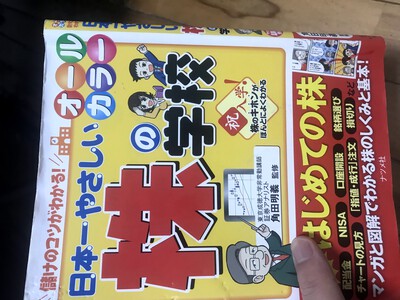 儲けのコツがわかる!
日本一やさしい
オール
カラー
株の学校
祝
入学!
株のキホンが
ほんとによくわかる
東京成徳大学非常勤講師
証券アナリスト
角田明義 監修
はじめての株
配当金 NISA 口座開設 銘柄選び
チャートの見方 「指値・成行」注文 損切り など
マンガと図解でわかる株のしくみと基本!
ナツメ社
日本一やさしい 株の学